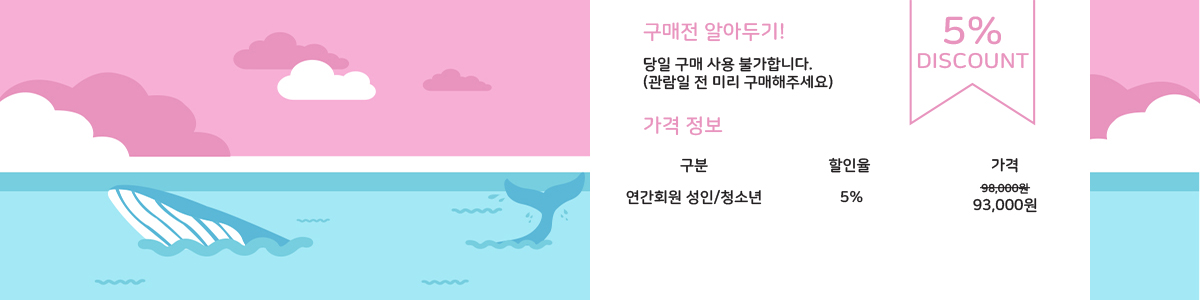 구매전 알아두기!
당일 구매 사용 불가합니다.
(관람일 전 미리 구매해주세요)
5%
DISCOUNT
가격 정보
구분 할인율 가격
98,000원
연간회원 성인/청소년 5% 93,000원